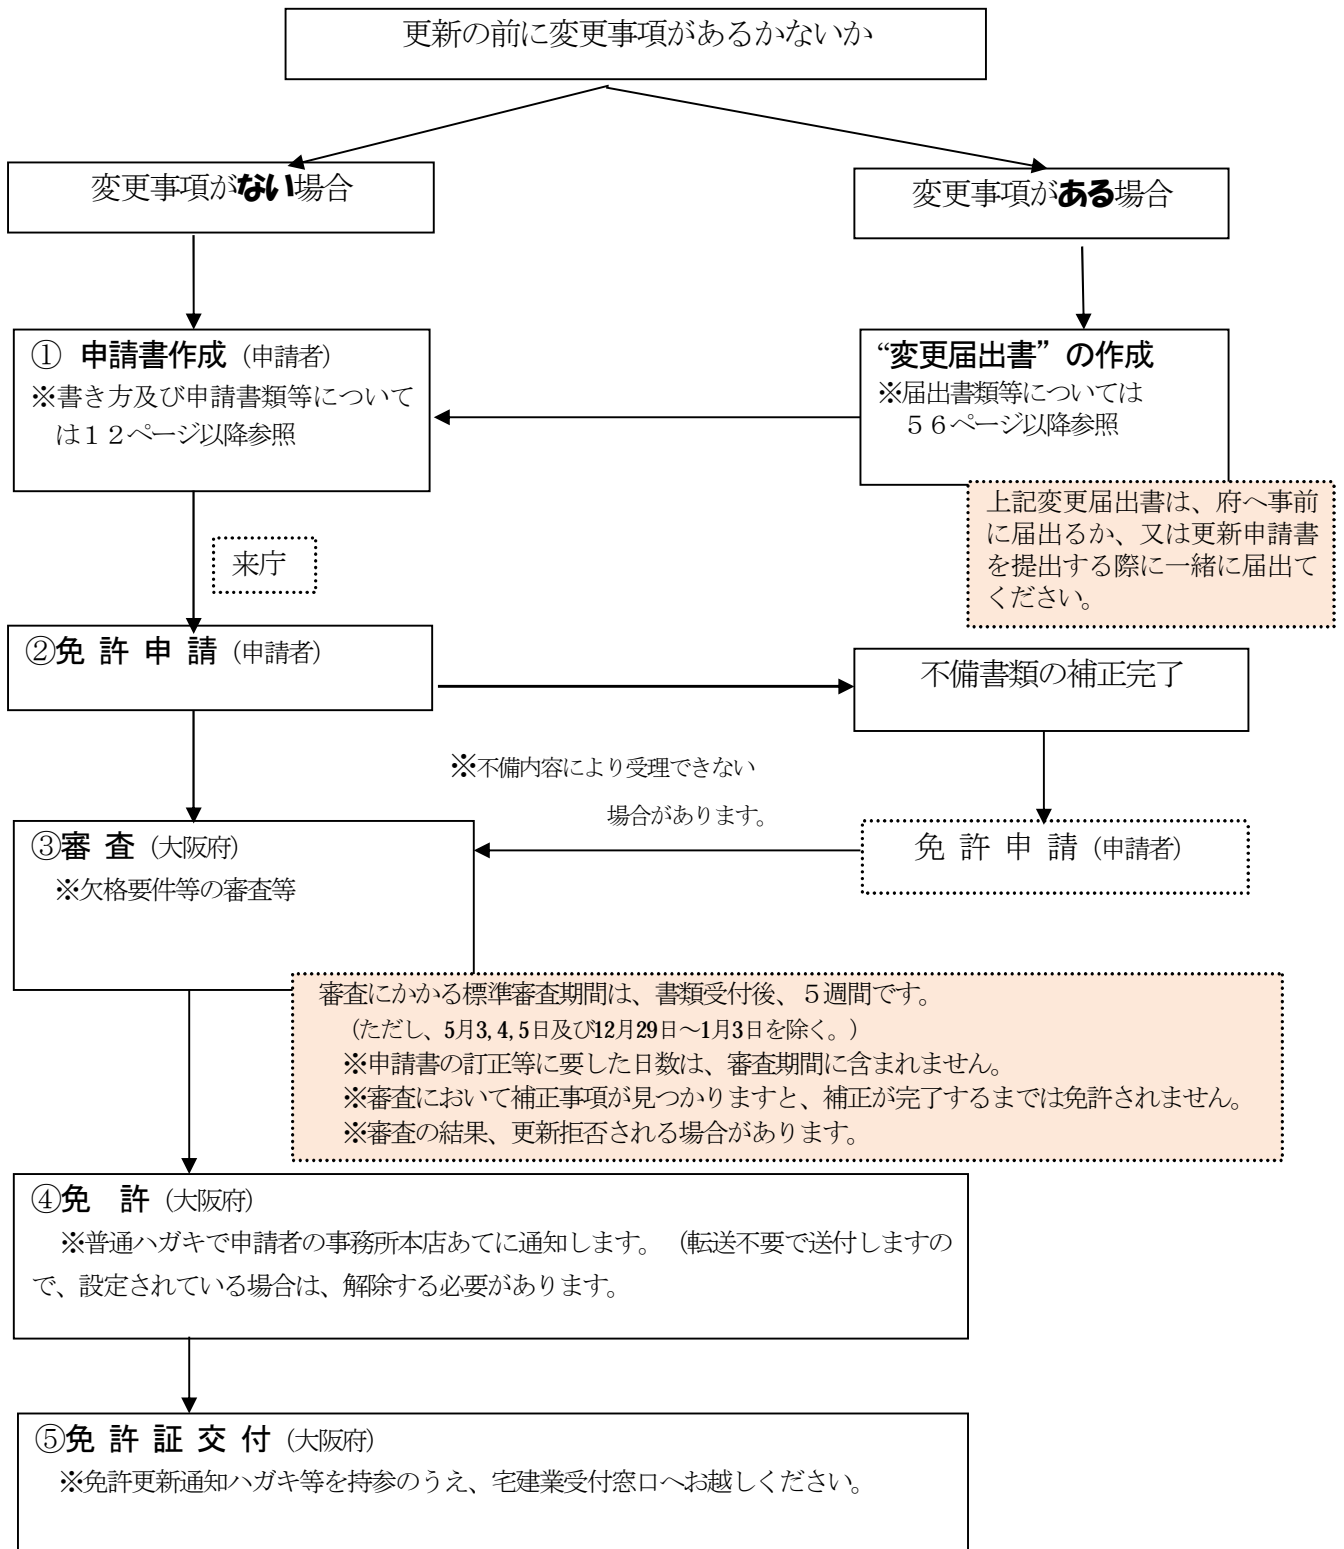 更新の前に変更事項があるかないか
変更事項がない場合
変更事項がある場合
① 申請書作成（申請者）
※書き方及び申請書類等について
は１２ページ以降参照
“変更届出書”の作成
※届出書類等については
５６ページ以降参照
上記変更届出書は、府へ事前
に届出るか、又は更新申請書
を提出する際に一緒に届出て
ください。
来庁
②免 許 申 請（申請者）
不備書類の補正完了
※不備内容により受理できない
場合があります。
③審 査（大阪府）
※欠格要件等の審査等
免 許 申 請（申請者）
審査にかかる標準審査期間は、書類受付後、５週間です。
（ただし、5月3,4,5日及び12月29日～1月3日を除く。）
※申請書の訂正等に要した日数は、審査期間に含まれません。
※審査において補正事項が見つかりますと、補正が完了するまでは免許されません。
※審査の結果、更新拒否される場合があります。
④免　許（大阪府）
※普通ハガキで申請者の事務所本店あてに通知します。（転送不要で送付しますの
で、設定されている場合は、解除する必要があります。
⑤免 許 証 交 付（大阪府）
※免許更新通知ハガキ等を持参のうえ、宅建業受付窓口へお越しください。